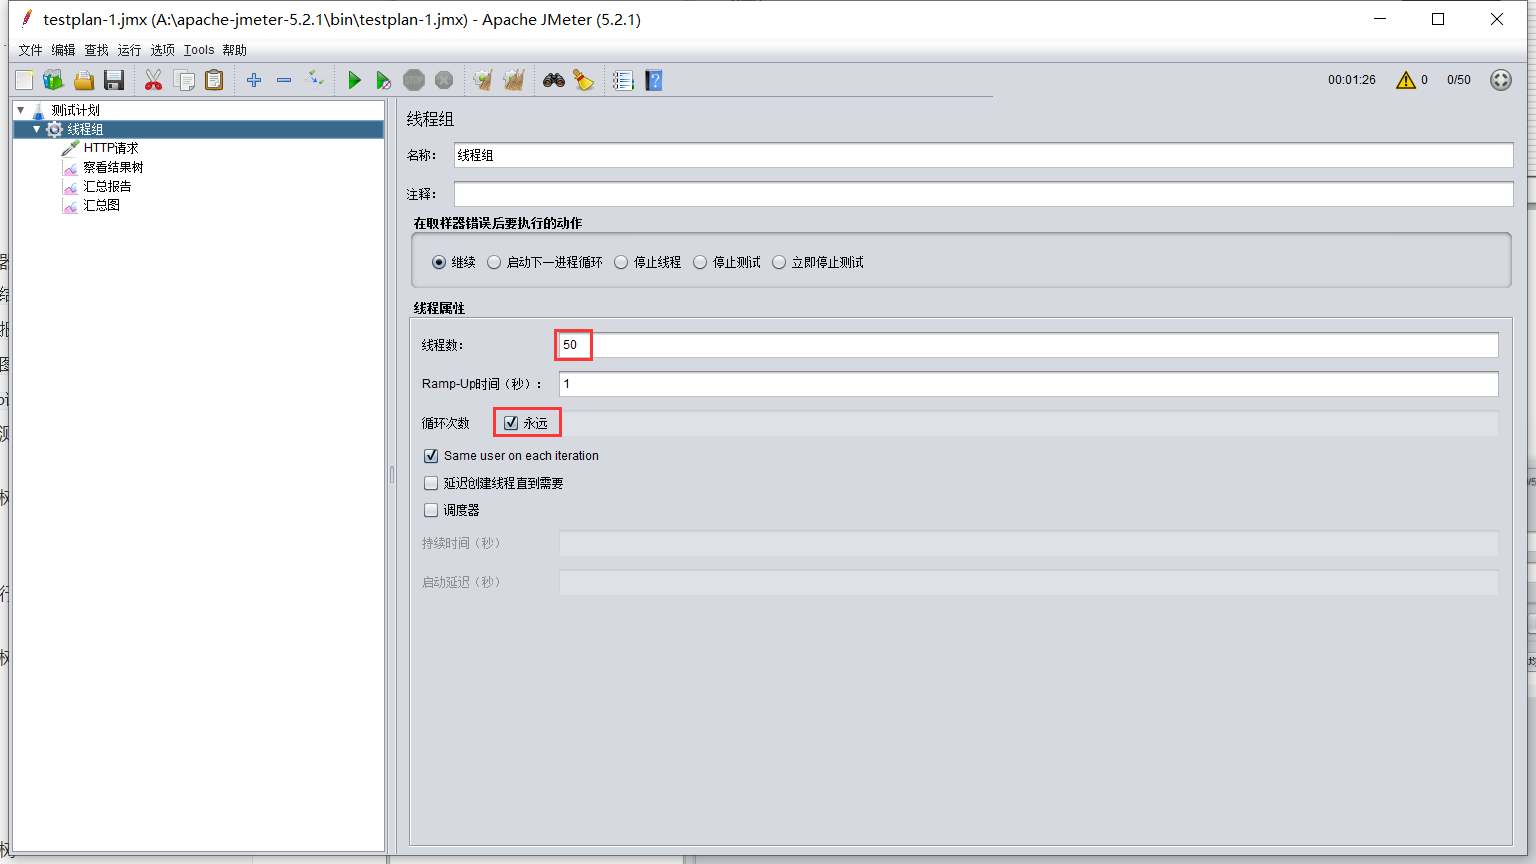 testplan-1.jmx (A:\apache-jmeter-5.2.1\bin\testplan-1.jmx) - Apache JMeter (5.2.1)
文件 编辑 查找 运行 选项 Tools 帮助
STOP
00:01:26 0 0/50
测试计划
线程组
HTTP请求
察看结果树
汇总报告
汇总图
线程组
名称： 线程组
注释：
在取样器错误后要执行的动作
继续 启动下一进程循环 停止线程 停止测试 立即停止测试
线程属性
线程数： 50
Ramp-Up时间（秒）： 1
循环次数 永远
Same user on each iteration
延迟创建线程直到需要
调度器
持续时间（秒）
启动延迟（秒）